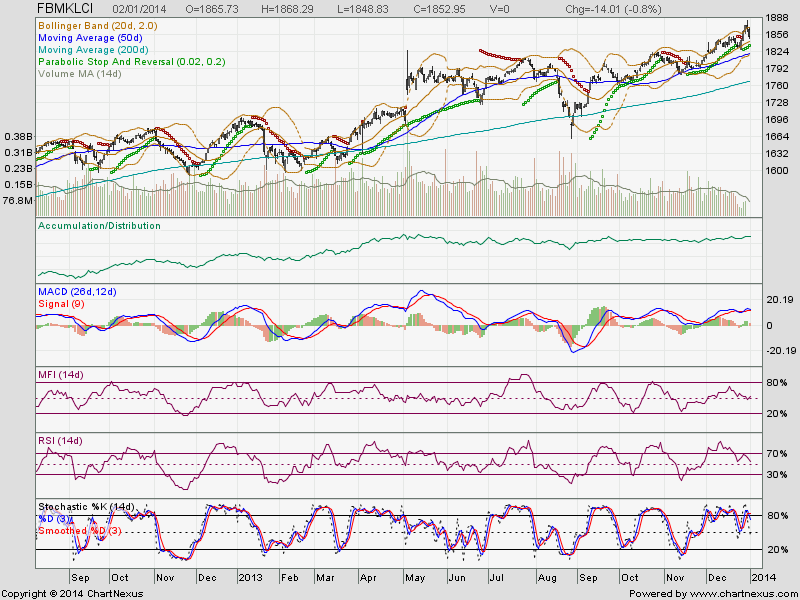 FBMKLCI 02/01/2014 O=1865.73 H=1868.29 L=1848.83 C=1852.95 V=0 Chg=-14.01 (-0.8%)
Bollinger Band (20d, 2.0)
Moving Average (50d)
Moving Average (200d)
Parabolic Stop And Reversal (0.02, 0.2)
Volume MA (14d)
0.38B
0.31B
0.23B
0.15B
76.8M
1888
1856
1824
1792
1760
1728
1696
1664
1632
1600
Accumulation/Distribution
MACD (26d,12d)
Signal (9)
20.19
0
-20.19
MFI (14d)
80%
20%
RSI (14d)
70%
30%
Stochastic %K (14d)
%D (3)
Smoothed %D (3)
80%
20%
Sep Oct Nov Dec 2013 Feb Mar Apr May Jun Jul Aug Sep Oct Nov Dec 2014
Copyright © 2014 ChartNexus Powered by www.chartnexus.com